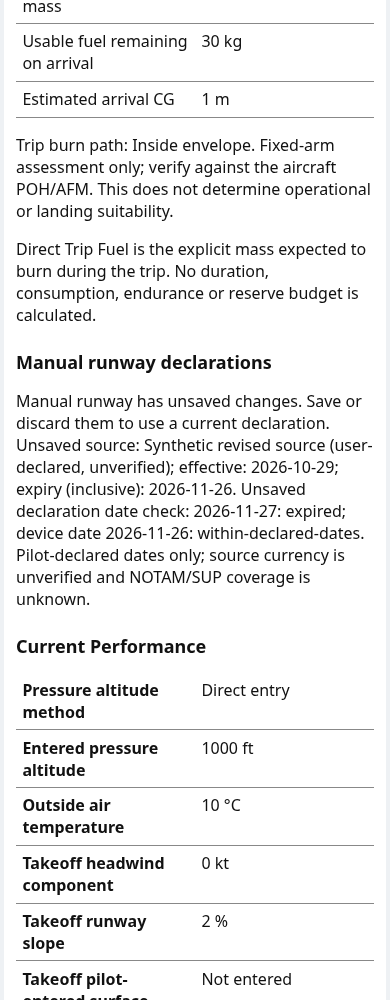 mass
Usable fuel remaining on arrival 30 kg
Estimated arrival CG 1 m
Trip burn path: Inside envelope. Fixed-arm
assessment only; verify against the aircraft
POH/AFM. This does not determine operational
or landing suitability.
Direct Trip Fuel is the explicit mass expected to
burn during the trip. No duration,
consumption, endurance or reserve budget is
calculated.
Manual runway declarations
Manual runway has unsaved changes. Save or
discard them to use a current declaration.
Unsaved source: Synthetic revised source (user-
declared, unverified); effective: 2026-10-29;
expiry (inclusive): 2026-11-26. Unsaved
declaration date check: 2026-11-27: expired;
device date 2026-11-26: within-declared-dates.
Pilot-declared dates only; source currency is
unverified and NOTAM/SUP coverage is
unknown.
Current Performance
Pressure altitude method Direct entry
Entered pressure altitude 1000 ft
Outside air temperature 10 °C
Takeoff headwind component 0 kt
Takeoff runway slope 2 %
Takeoff pilot- Not entered
entered surface